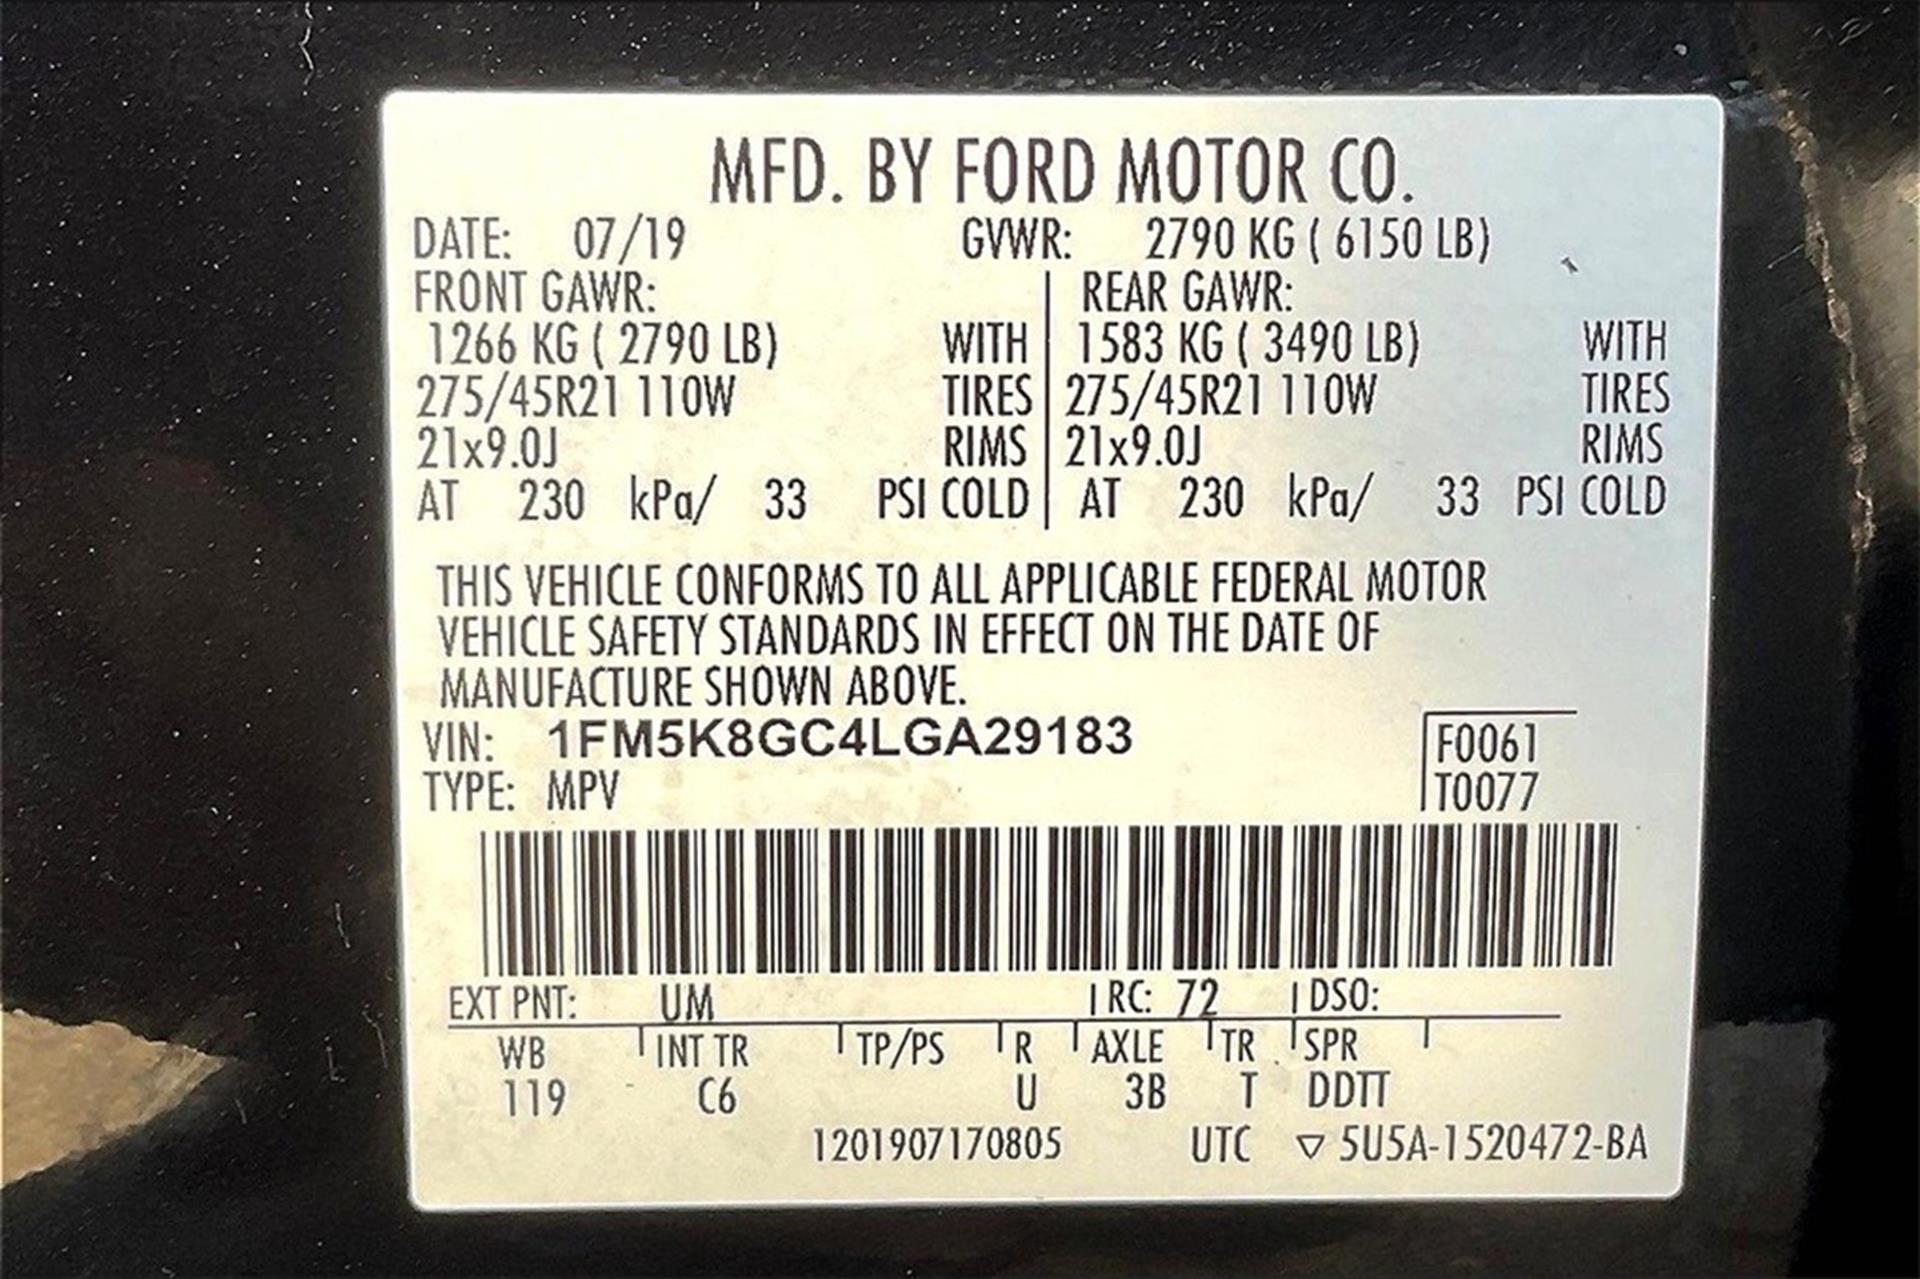 MFD. BY FORD MOTOR CO.
DATE: 07/19 GVWR: 2790 KG ( 6150 LB)
FRONT GAWR: REAR GAWR:
1266 KG ( 2790 LB) WITH 1583 KG ( 3490 LB) WITH
275/45R21 110W TIRES 275/45R21 110W TIRES
21x9.0J RIMS 21x9.0J RIMS
AT 230 kPa/ 33 PSI COLD AT 230 kPa/ 33 PSI COLD
THIS VEHICLE CONFORMS TO ALL APPLICABLE FEDERAL MOTOR
VEHICLE SAFETY STANDARDS IN EFFECT ON THE DATE OF
MANUFACTURE SHOWN ABOVE.
VIN: 1FM5K8GC4LGA29183 F0061
TYPE: MPV T0077
EXT PNT: UM RC: 72 DSO:
WB INT TR TP/PS R AXLE TR SPR
119 C6 U 3B T DDTT
1201907170805 UTC ▽ 5U5A-1520472-BA